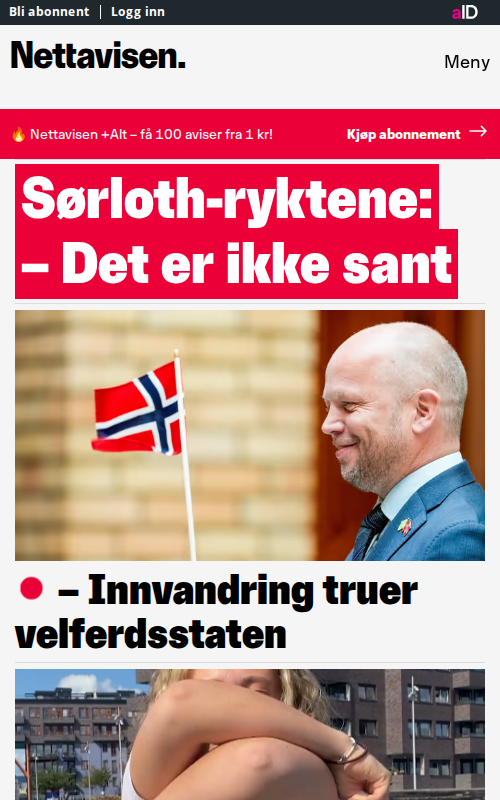 Bli abonnent | Logg inn
aID
Nettavisen.
Meny
🔥 Nettavisen +Alt – få 100 aviser fra 1 kr!
Kjøp abonnement →
Sørloth-ryktene:
– Det er ikke sant
– Innvandring truer
velferdsstaten